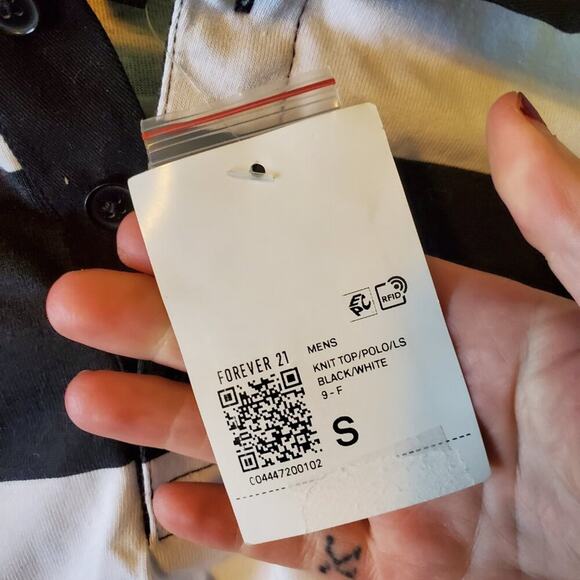 EPC
RFID
FOREVER 21
MENS
KNIT TOP/POLO/LS
BLACK/WHITE
9 - F
S
C04447200102